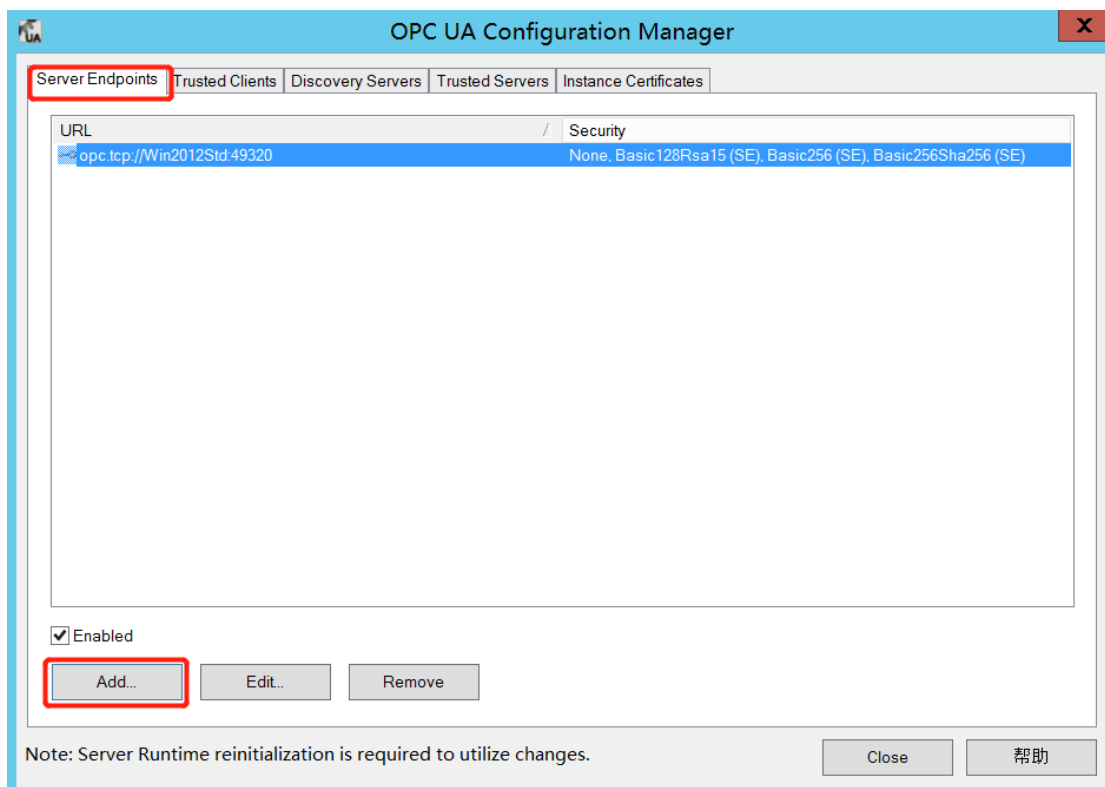 UA
OPC UA Configuration Manager
X
Server Endpoints Trusted Clients Discovery Servers Trusted Servers Instance Certificates
URL / Security
opc.tcp://Win2012Std:49320 None, Basic128Rsa15 (SE), Basic256 (SE), Basic256Sha256 (SE)
Enabled
Add... Edit... Remove
Note: Server Runtime reinitialization is required to utilize changes.
Close 帮助